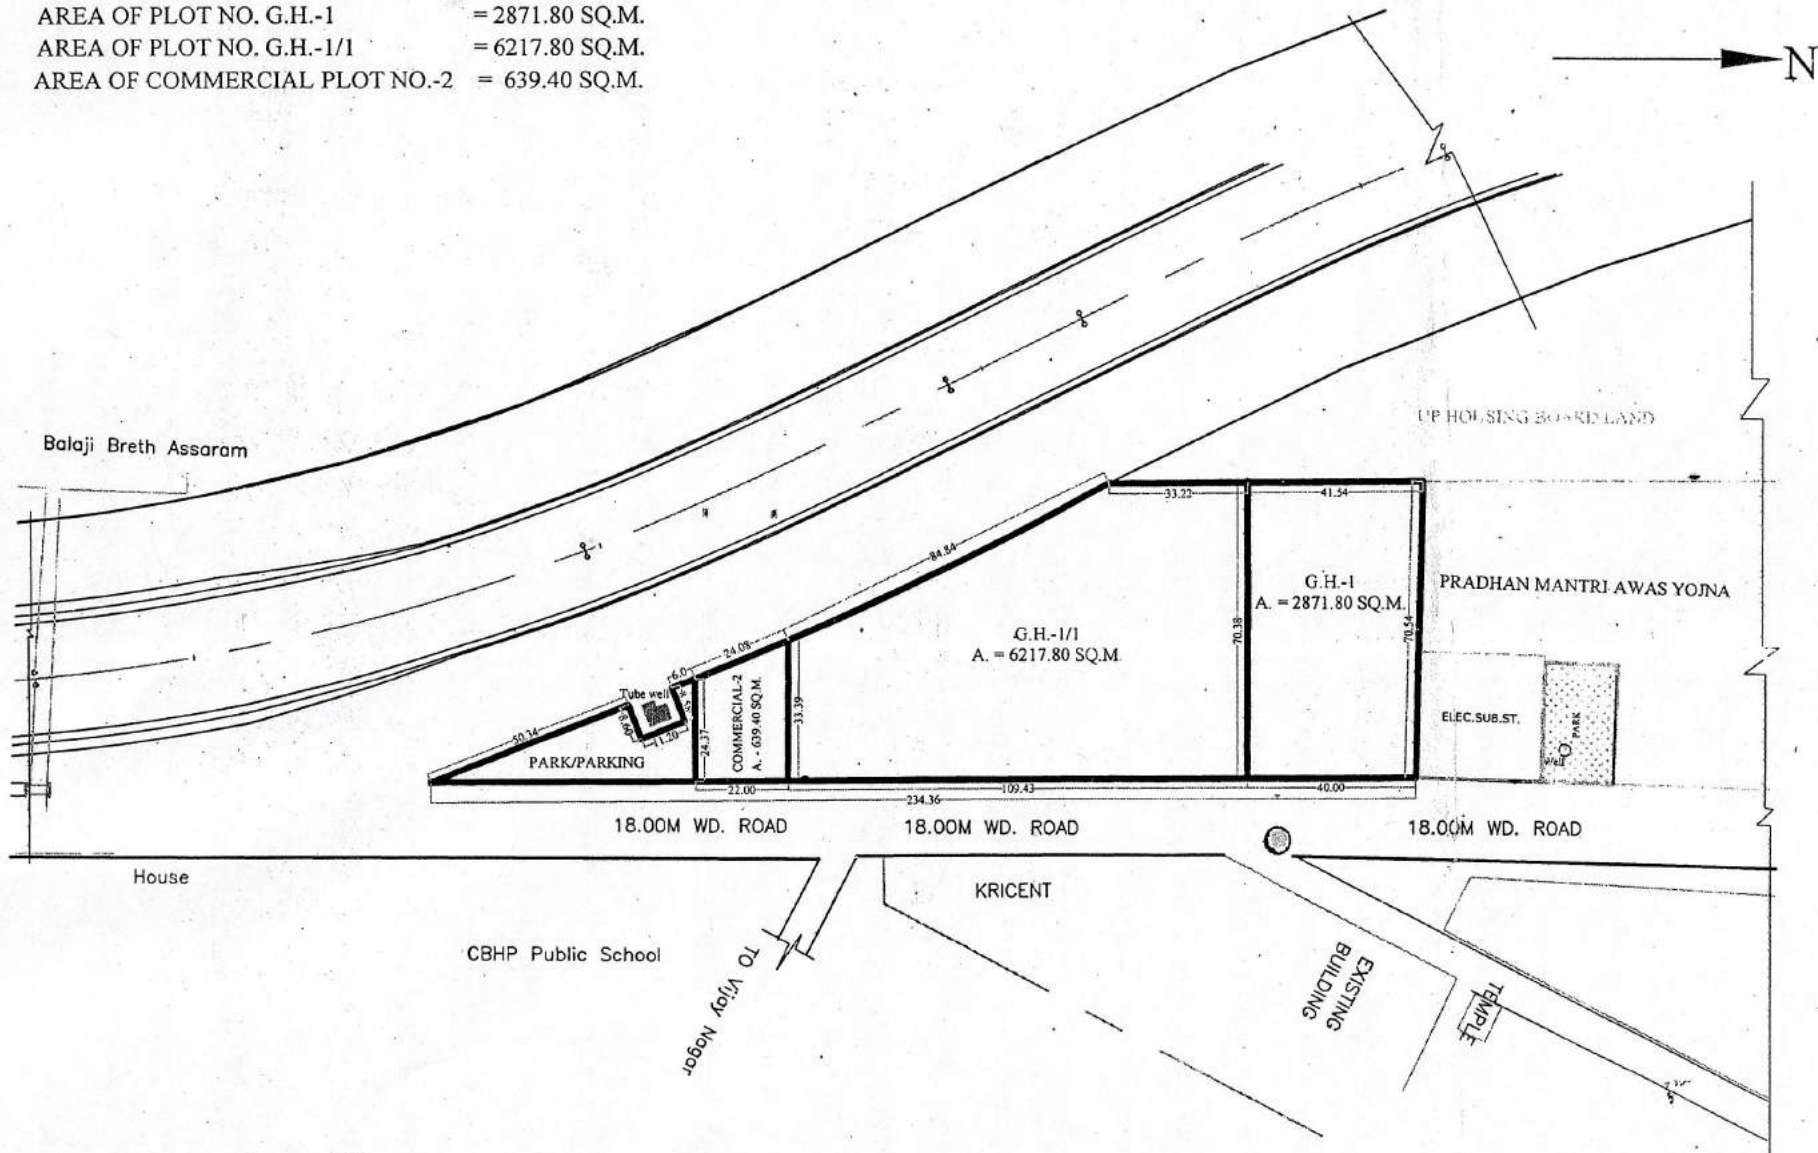 AREA OF PLOT NO. G.H.-1 = 2871.80 SQ.M.
AREA OF PLOT NO. G.H.-1/1 = 6217.80 SQ.M.
AREA OF COMMERCIAL PLOT NO.-2 = 639.40 SQ.M.
N
UP HOUSING BOARD LAND
Balaji Breth Assaram
33.22
41.54
84.84
G.H.-1
A. = 2871.80 SQ.M.
PRADHAN MANTRI AWAS YOJNA
G.H.-1/1
A. = 6217.80 SQ.M.
70.38
70.54
24.08
6.0
Tube well
8.60
11.20
50.34
PARK/PARKING
24.37
COMMERCIAL-2
A. - 639.40 SQ.M.
33.39
ELEC.SUB.ST.
PARK
Well
22.00
109.43
40.00
234.36
18.00M WD. ROAD
18.00M WD. ROAD
18.00M WD. ROAD
House
KRICENT
CBHP Public School
TO Vijay Nagar
EXISTING
BUILDING
TEMPLE